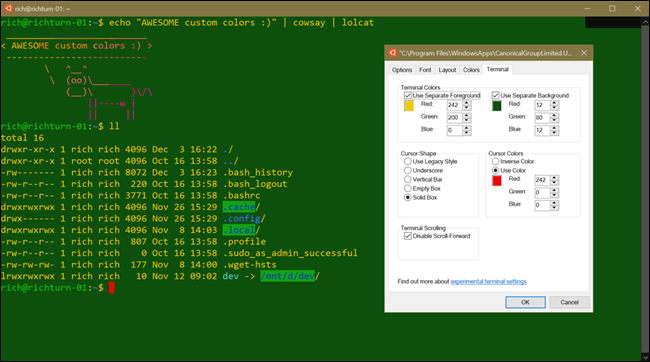 rich@richturn-01: ~
rich@richturn-01:~$ echo "AWESOME custom colors :)" | cowsay | lolcat
< AWESOME custom colors :) >
\ ^__^
\ (oo)\_______
(__)\ )\/\
||----w |
|| ||
rich@richturn-01:~$ ll
total 16
drwxr-xr-x 1 rich rich 4096 Dec 3 16:22 ./
drwxr-xr-x 1 root root 4096 Oct 16 13:58 ../
-rw------- 1 rich rich 8072 Nov 3 16:23 .bash_history
-rw-r--r-- 1 rich rich 220 Oct 16 13:58 .bash_logout
-rw-r--r-- 1 rich rich 3771 Oct 16 13:58 .bashrc
drwxrwxrwx 1 rich rich 4096 Nov 26 15:29 .cache/
drwx------ 1 rich rich 4096 Nov 26 15:29 .config/
drwxrwxrwx 1 rich rich 4096 Nov 8 14:03 .local/
-rw-r--r-- 1 rich rich 807 Oct 16 13:58 .profile
-rw-r--r-- 1 rich rich 0 Oct 16 13:58 .sudo_as_admin_successful
-rw-rw-rw- 1 rich rich 177 Nov 8 14:00 .wget-hsts
lrwxrwxrwx 1 rich rich 10 Nov 12 09:02 dev -> /mnt/d/dev/
rich@richturn-01:~$
"C:\Program Files\WindowsApps\CanonicalGroupLimited.U...
Options Font Layout Colors Terminal
Terminal Colors
Use Separate Foreground
Red: 242
Green: 200
Blue: 0
Use Separate Background
Red: 12
Green: 80
Blue: 12
Cursor Shape
Use Legacy Style
Underscore
Vertical Bar
Empty Box
Solid Box
Cursor Colors
Inverse Color
Use Color
Red: 242
Green: 0
Blue: 0
Terminal Scrolling
Disable Scroll-Forward
Find out more about experimental terminal settings
OK Cancel